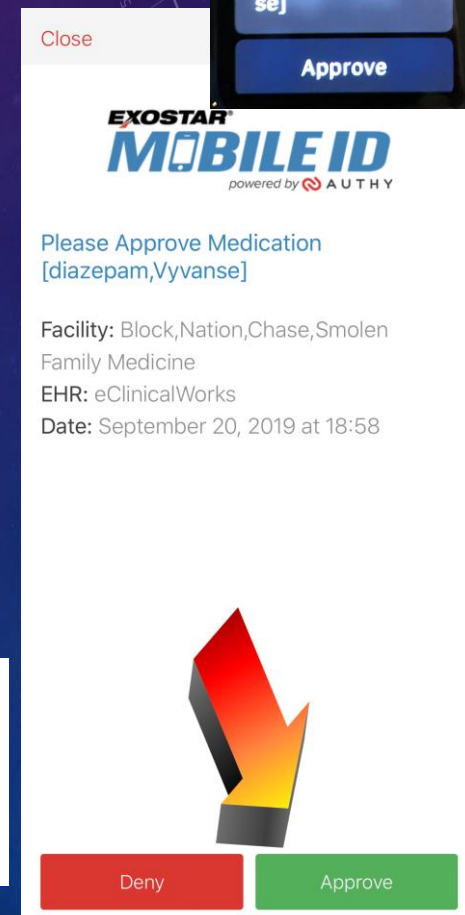 se]
Approve
Close
EXOSTAR®
MOBILE ID
powered by AUTHY
Please Approve Medication
[diazepam,Vyvanse]
Facility: Block,Nation,Chase,Smolen
Family Medicine
EHR: eClinicalWorks
Date: September 20, 2019 at 18:58
Deny
Approve